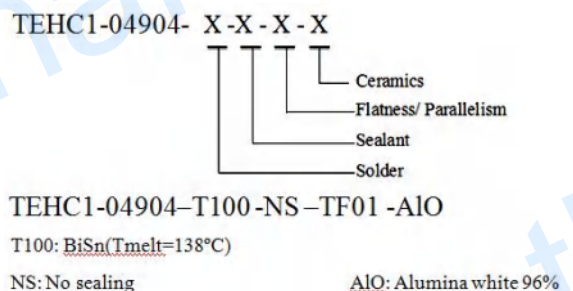 TEHC1-04904- X -X - X - X
Ceramics
Flatness/ Parallelism
Sealant
Solder
TEHC1-04904–T100 -NS –TF01 -AlO
T100: BiSn(Tmelt=138ºC)
NS: No sealing AlO: Alumina white 96%